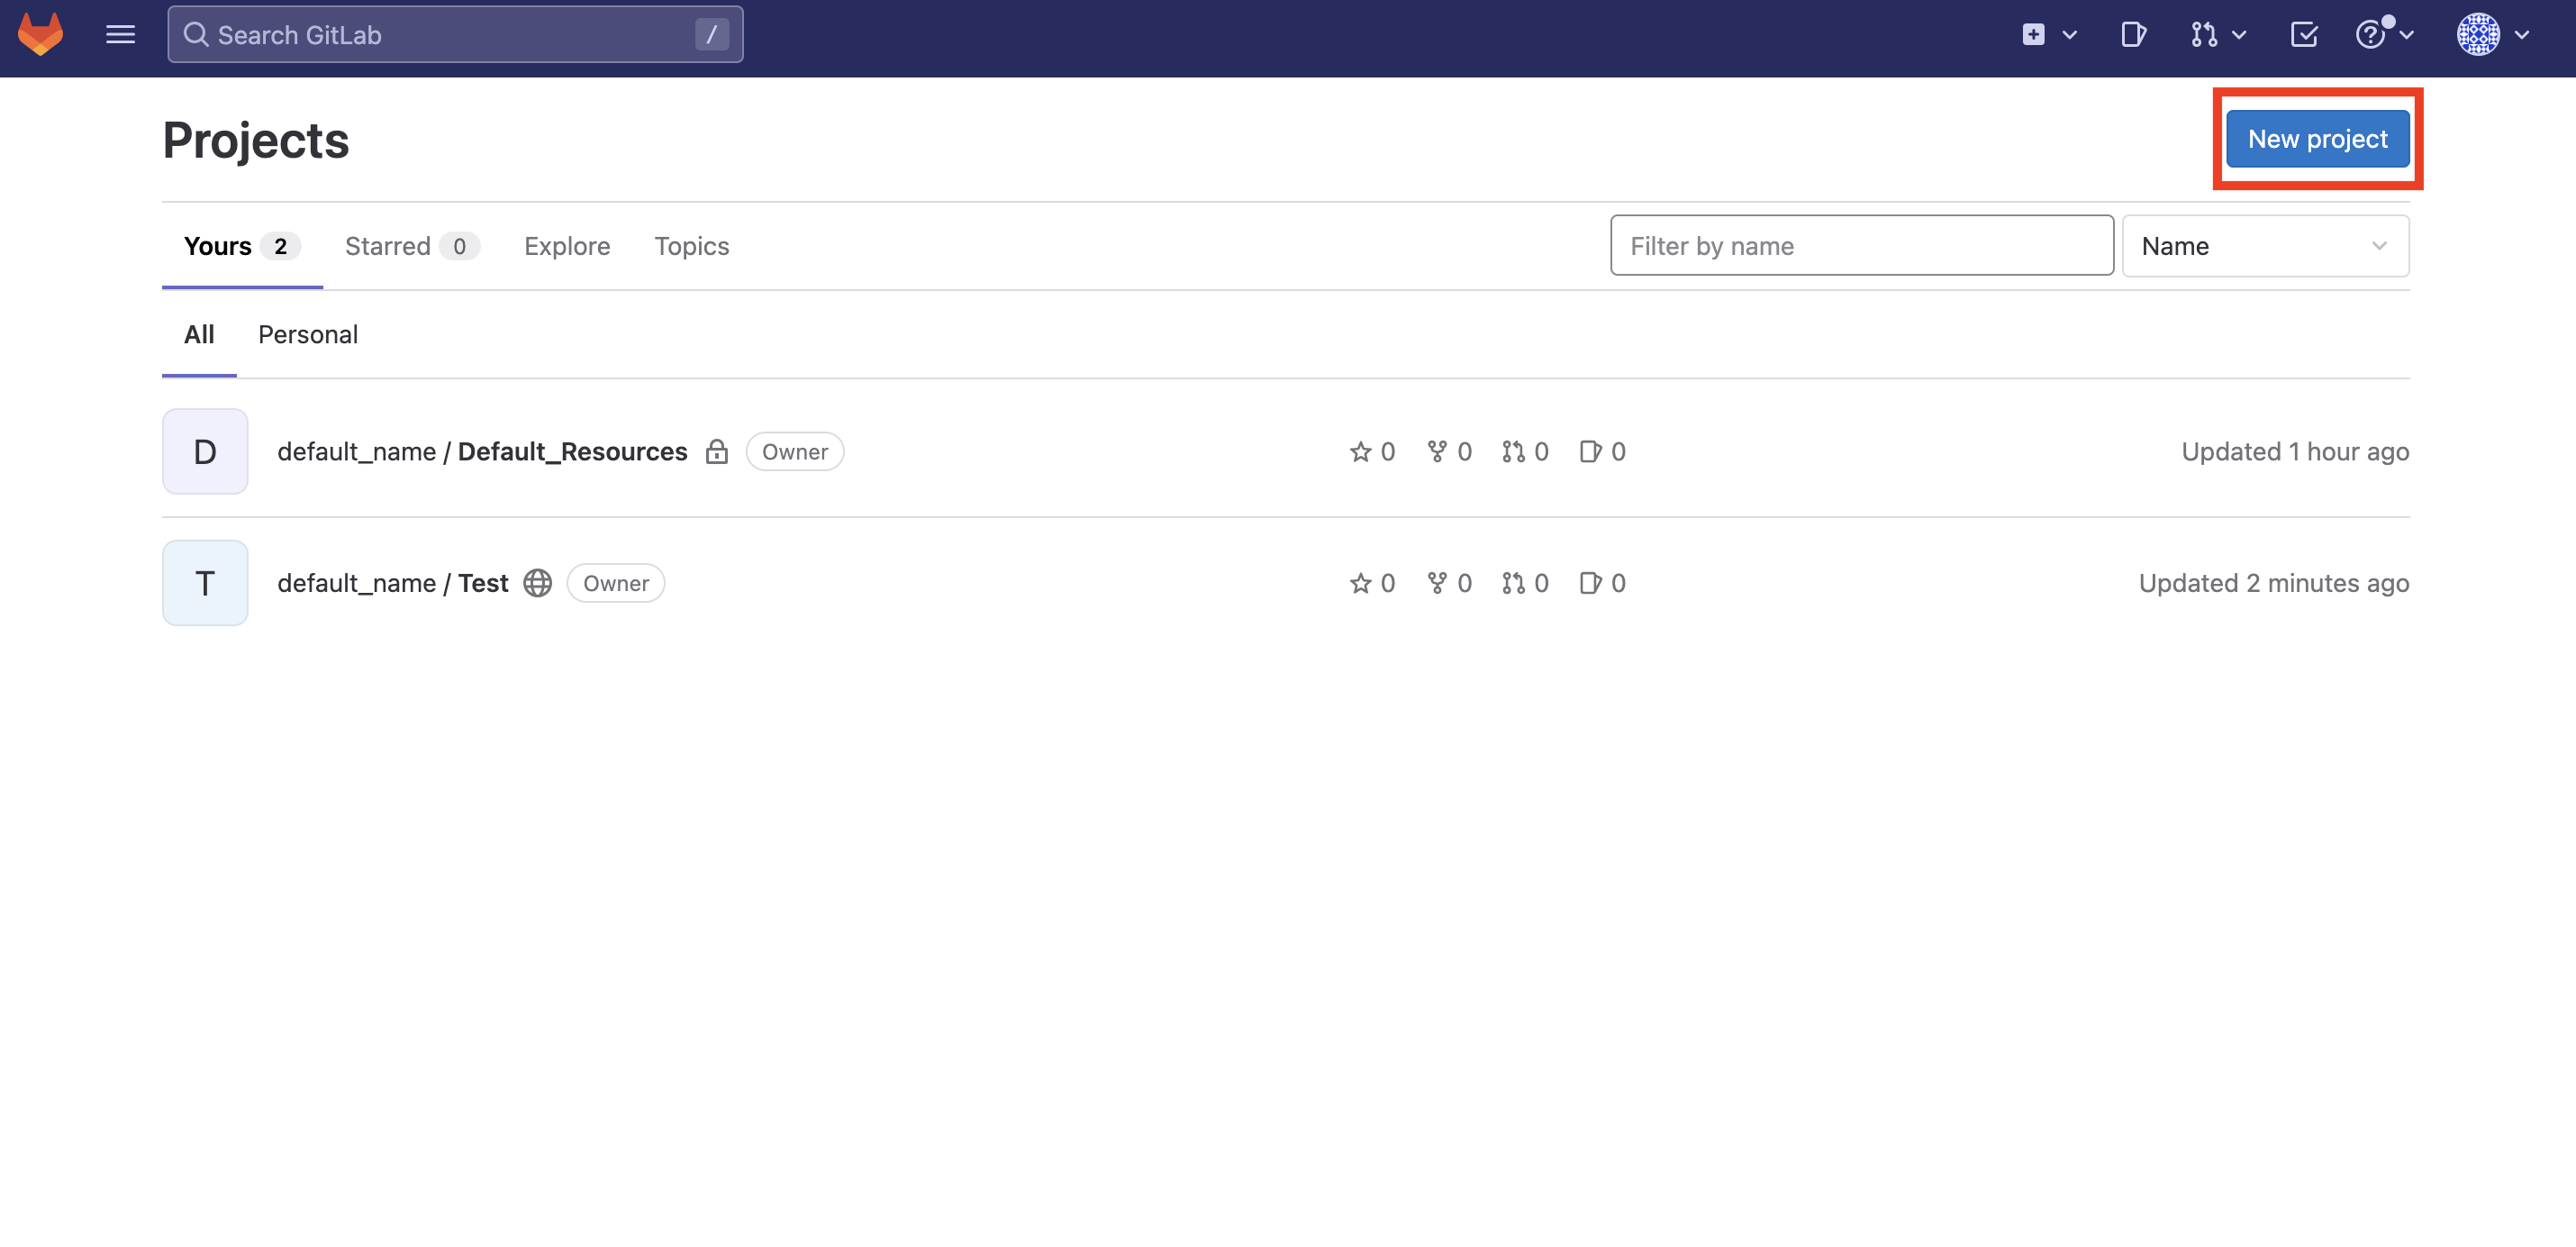 Search GitLab /
Projects
New project
Yours 2 Starred 0 Explore Topics Filter by name Name
All Personal
D default_name / Default_Resources Owner 0 0 0 0 Updated 1 hour ago
T default_name / Test Owner 0 0 0 0 Updated 2 minutes ago